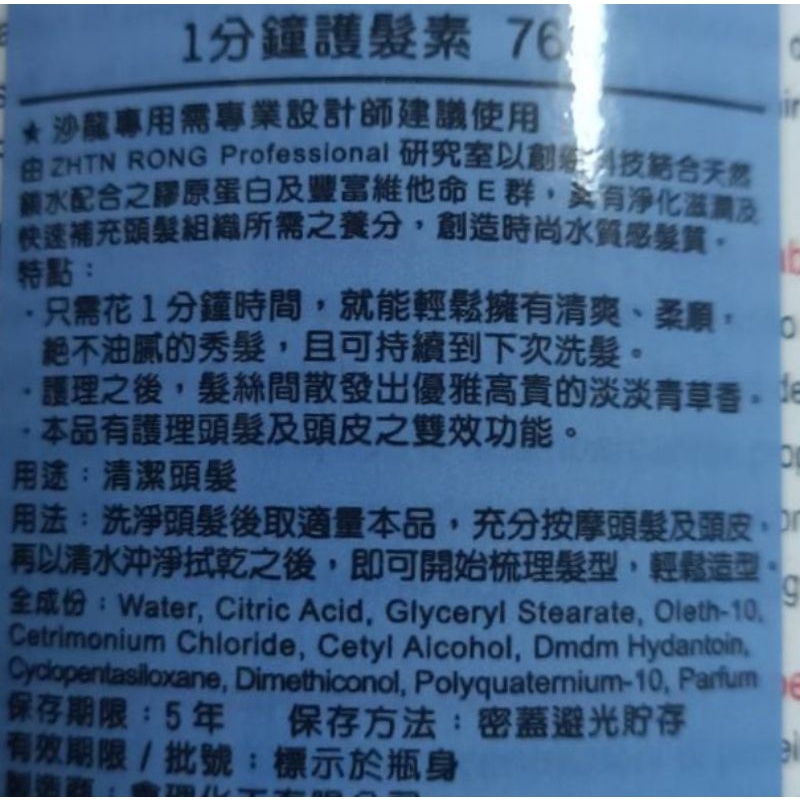 1分鐘護髮素 76
★沙龍專用需專業設計師建議使用
由 ZHTN RONG Professional 研究室以創 科技結合天然
鎖水配合之膠原蛋白及豐富維他命E群，具有淨化滋潤及
快速補充頭髮組織所需之養分，創造時尚水質感髮質。
特點：
·只需花1分鐘時間，就能輕鬆擁有清爽、柔順，
絕不油膩的秀髮，且可持續到下次洗髮。
·護理之後，髮絲間散發出優雅高貴的淡淡青草香。
·本品有護理頭髮及頭皮之雙效功能。
用途：清潔頭髮
用法：洗淨頭髮後取適量本品，充分按摩頭髮及頭皮，
再以清水沖淨拭乾之後，即可開始梳理髮型，輕鬆造型。
全成份：Water, Citric Acid, Glyceryl Stearate, Oleth-10,
Cetrimonium Chloride, Cetyl Alcohol, Dmdm Hydantoin,
Cyclopentasiloxane, Dimethiconol, Polyquaternium-10, Parfum
保存期限：5年 保存方法：密蓋避光貯存
有效期限/批號：標示於瓶身